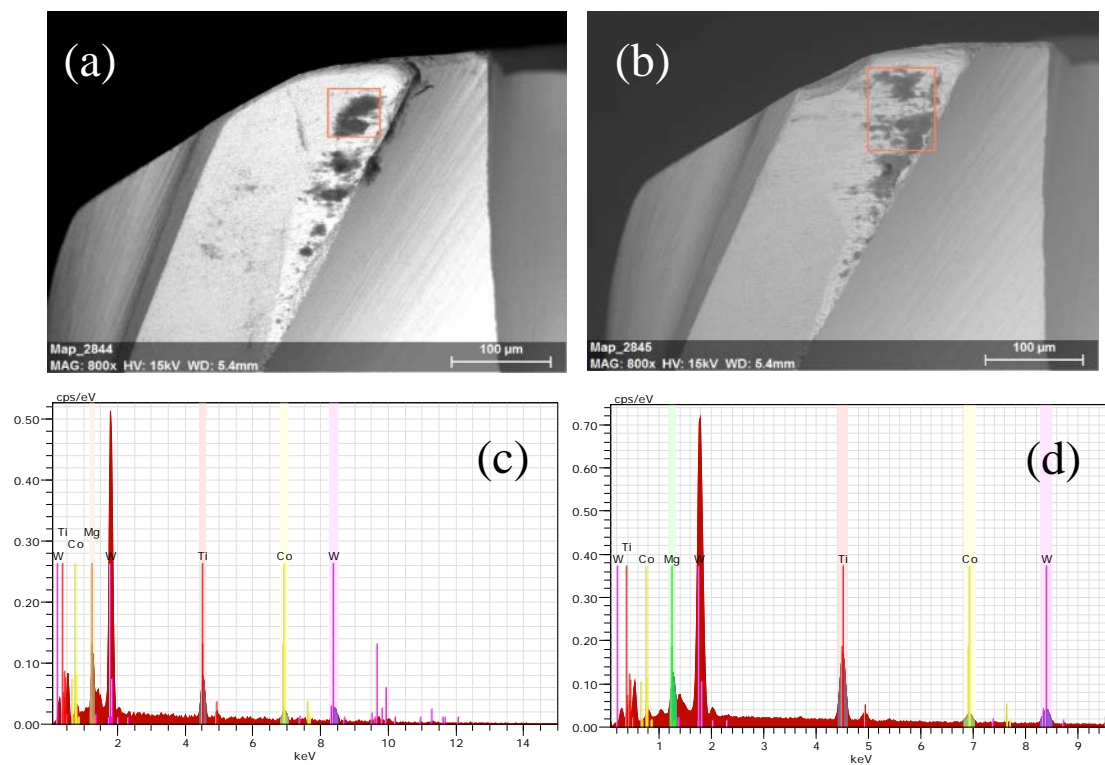 (a)
Map_2844
MAG: 800x HV: 15kV WD: 5.4mm
100 µm
(b)
Map_2845
MAG: 800x HV: 15kV WD: 5.4mm
100 µm
cps/eV
(c)
0.50
0.40
0.30
0.20
0.10
0.00
Ti
Co Mg
W W Ti Co W
2 4 6 8 10 12 14
keV
cps/eV
(d)
0.70
0.60
0.50
0.40
0.30
0.20
0.10
0.00
Ti
W Co Mg W Ti Co W
1 2 3 4 5 6 7 8 9
keV